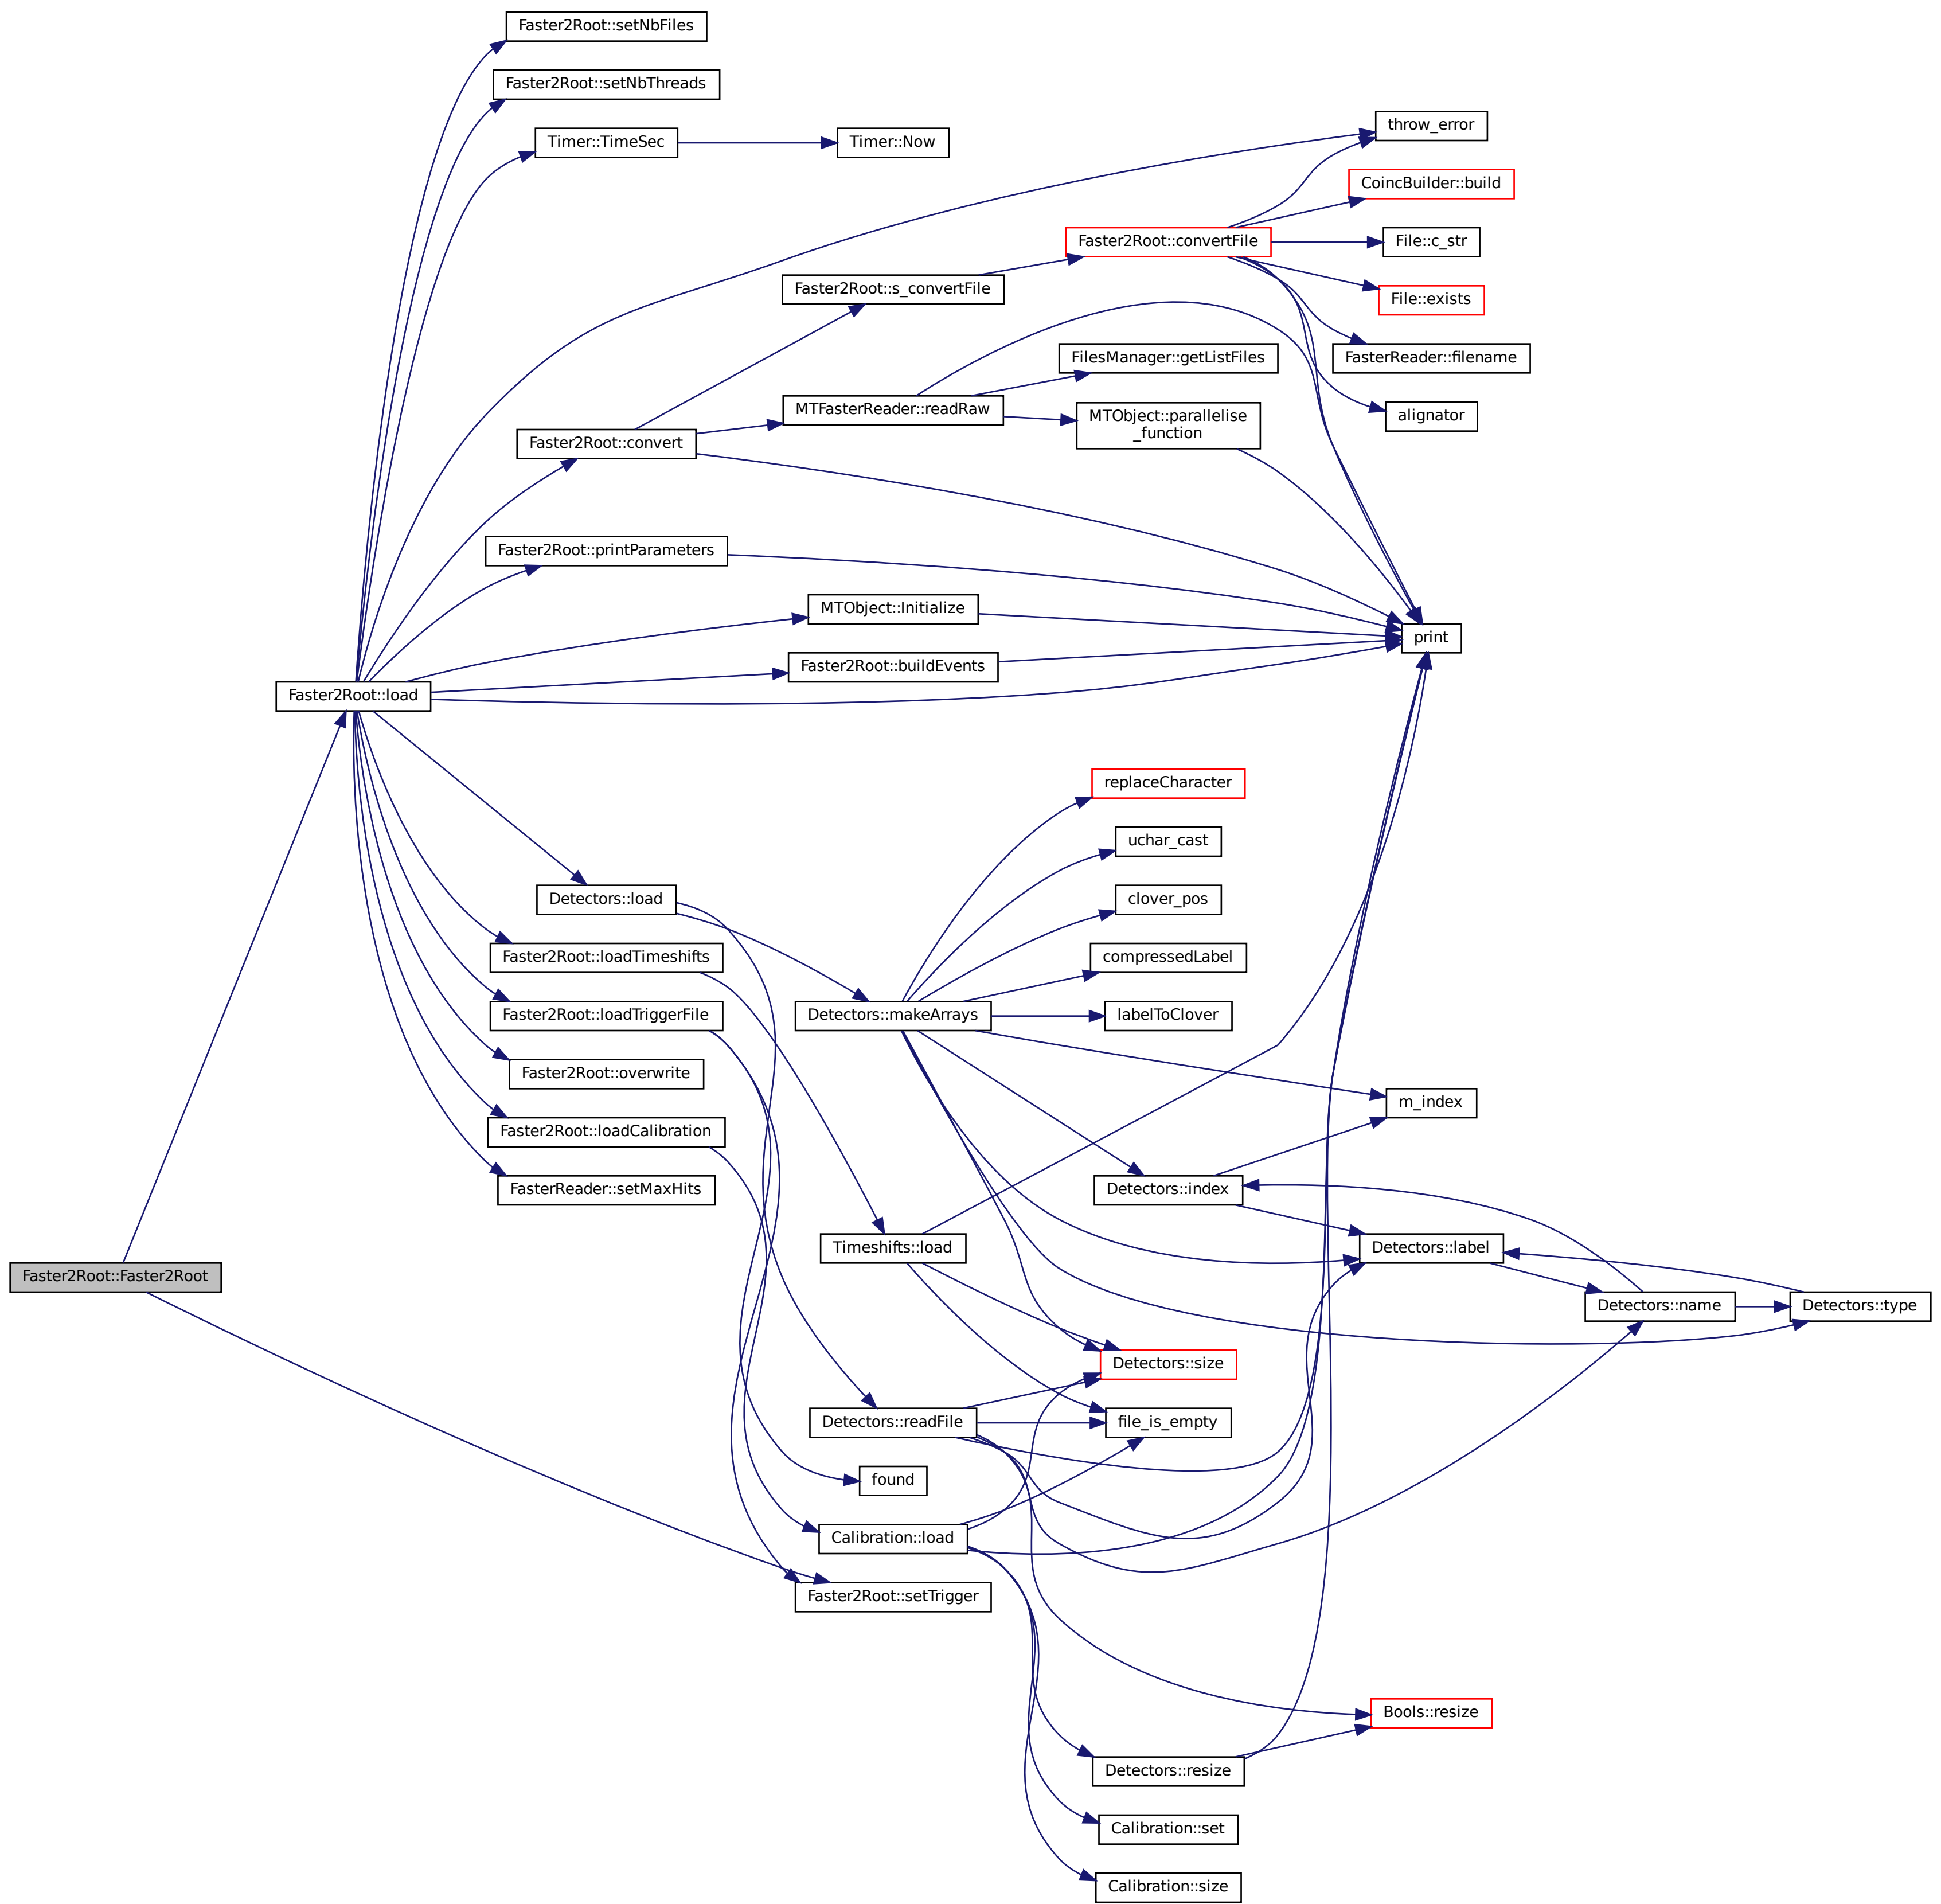 Faster2Root::setNbFiles
Faster2Root::setNbThreads
throw_error
Timer::TimeSec
Timer::Now
CoincBuilder::build
Faster2Root::convertFile
File::c_str
Faster2Root::s_convertFile
File::exists
FilesManager::getListFiles
FasterReader::filename
MTFasterReader::readRaw
MTObject::parallelise
_function
alignator
Faster2Root::convert
Faster2Root::printParameters
MTObject::Initialize
print
Faster2Root::buildEvents
Faster2Root::load
replaceCharacter
uchar_cast
Detectors::load
clover_pos
Faster2Root::loadTimeshifts
compressedLabel
Faster2Root::loadTriggerFile
Detectors::makeArrays
labelToClover
Faster2Root::overwrite
m_index
Faster2Root::loadCalibration
FasterReader::setMaxHits
Detectors::index
Timeshifts::load
Detectors::label
Faster2Root::Faster2Root
Detectors::name
Detectors::type
Detectors::size
Detectors::readFile
file_is_empty
found
Calibration::load
Faster2Root::setTrigger
Bools::resize
Detectors::resize
Calibration::set
Calibration::size